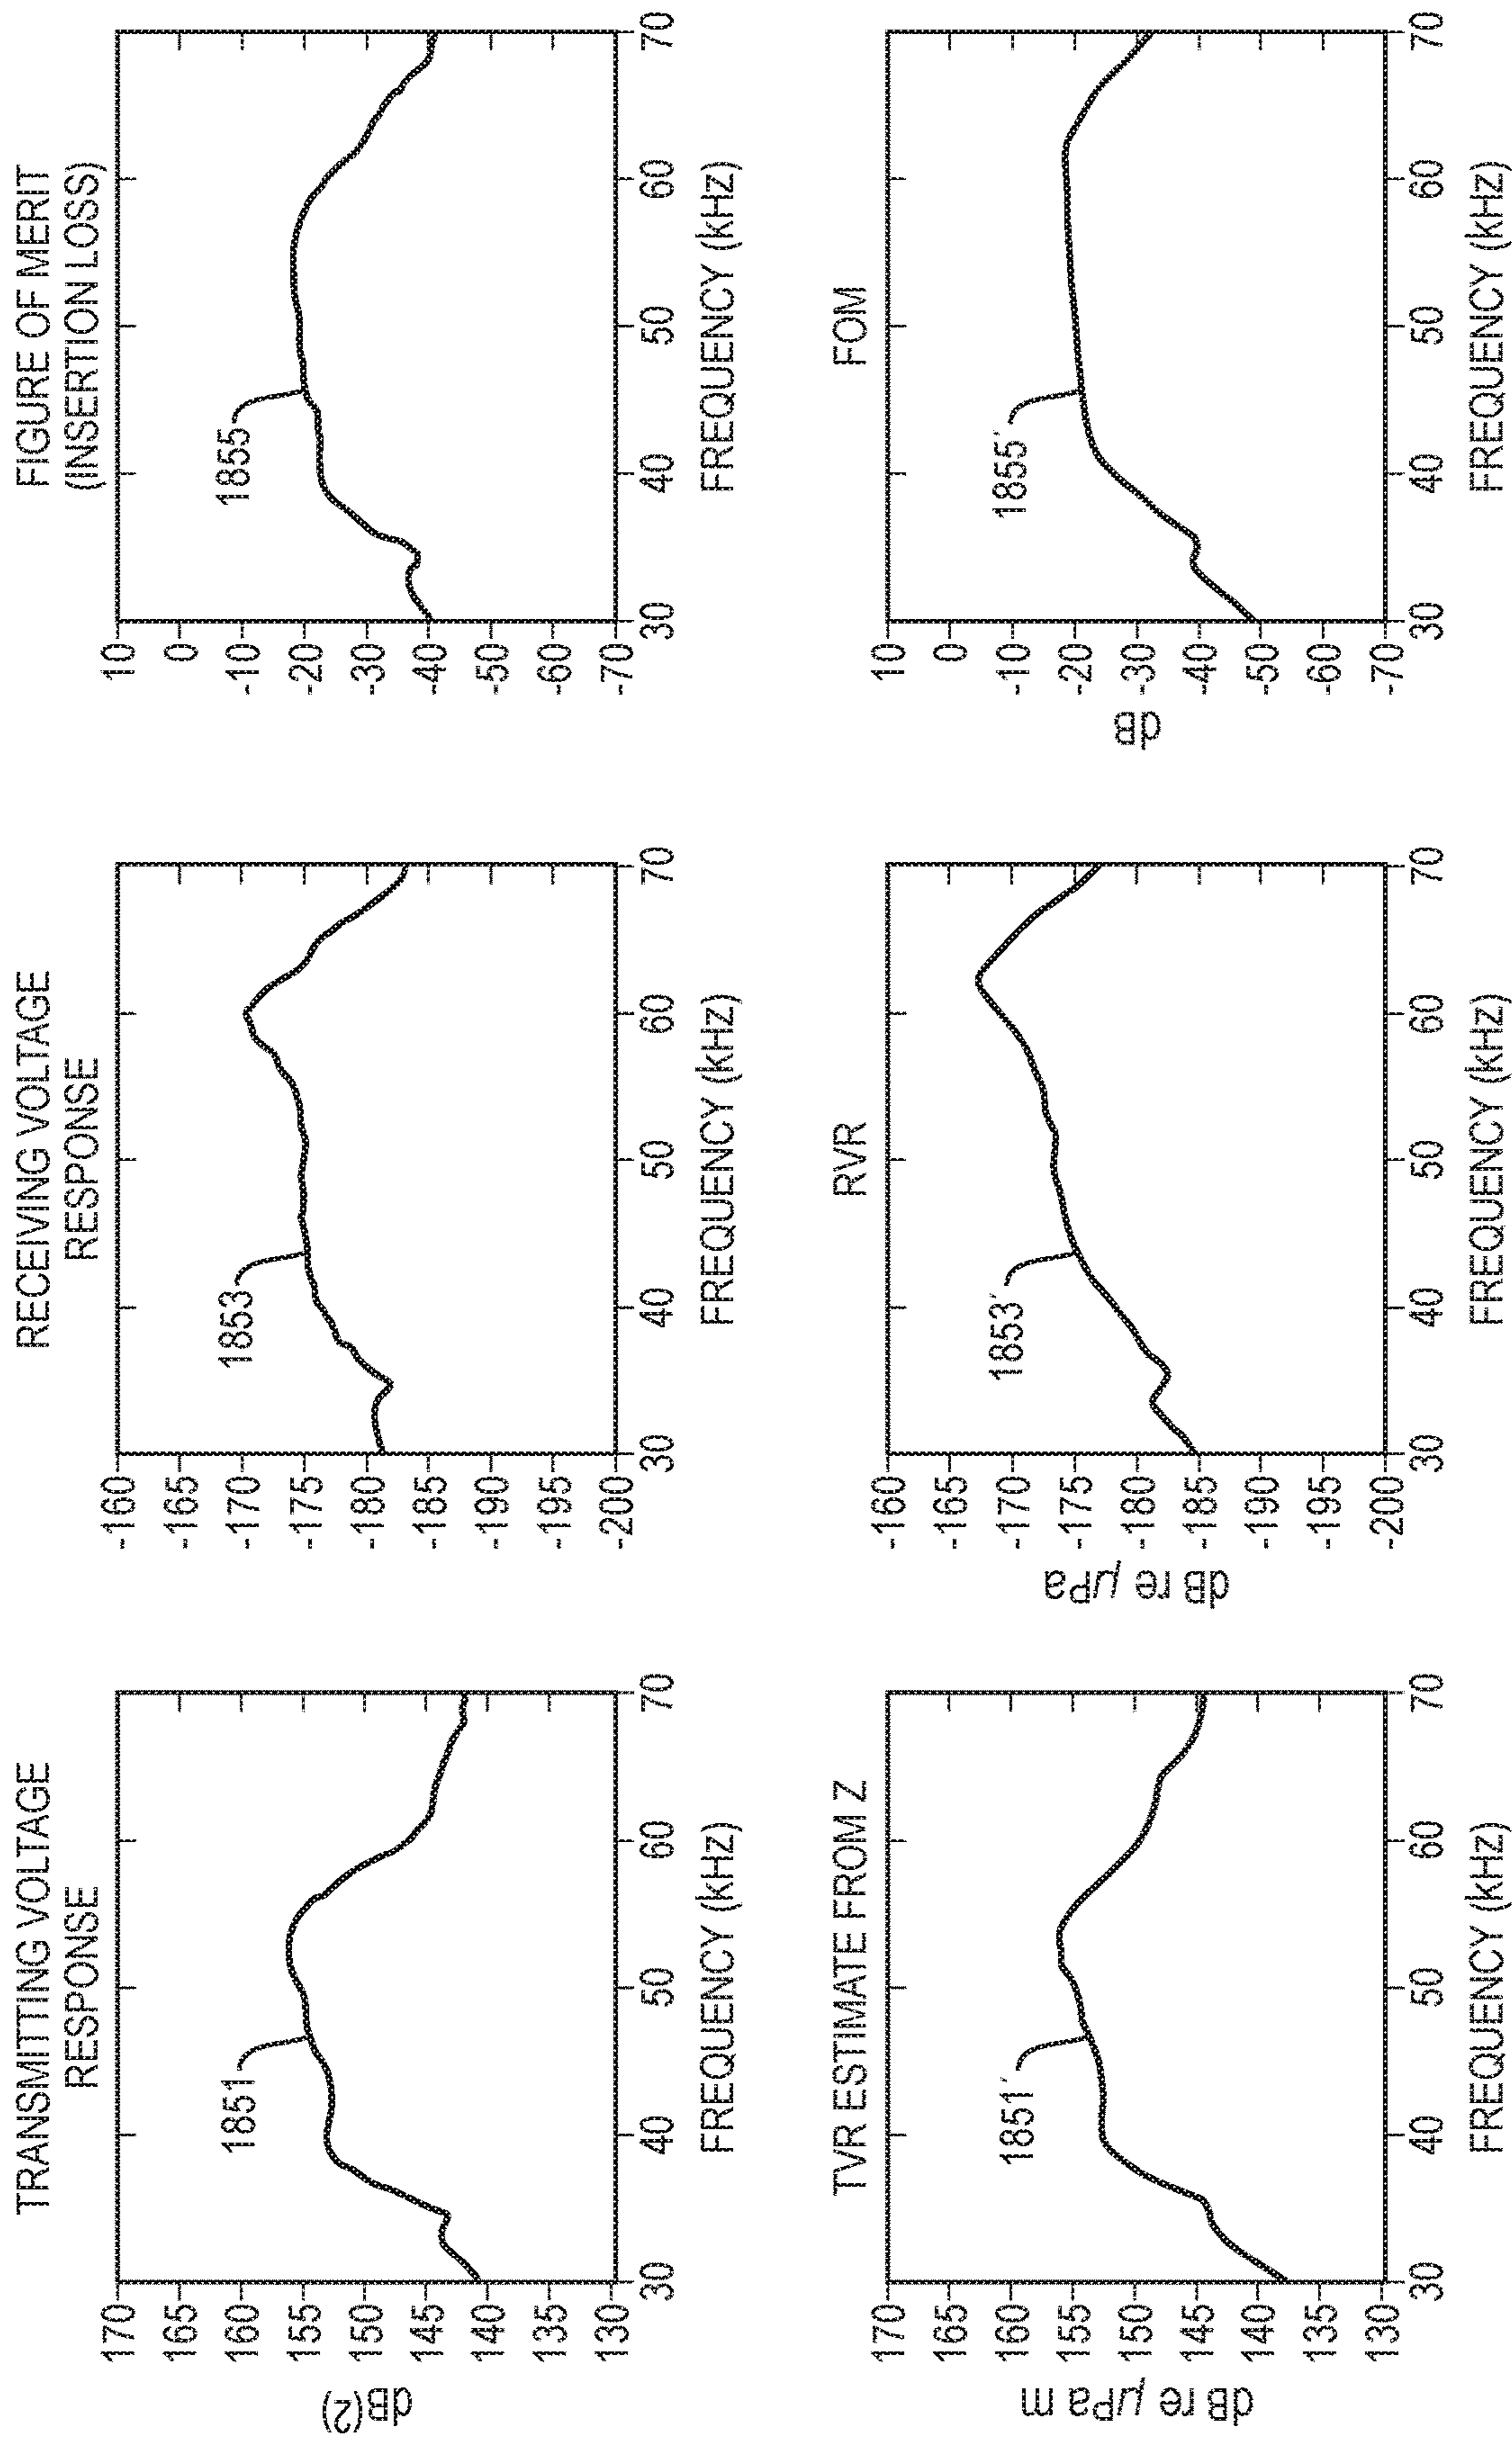 TRANSMITTING VOLTAGE
RESPONSE
dB(2)
170
165
160
155
150
145
140
135
130
1851
30 40 50 60 70
FREQUENCY (kHz)
RECEIVING VOLTAGE
RESPONSE
-160
-165
-170
-175
-180
-185
-190
-195
-200
1853
30 40 50 60 70
FREQUENCY (kHz)
FIGURE OF MERIT
(INSERTION LOSS)
10
0
-10
-20
-30
-40
-50
-60
-70
1855
30 40 50 60 70
FREQUENCY (kHz)
TVR ESTIMATE FROM Z
dB re μPa m
170
165
160
155
150
145
140
135
130
1851′
30 40 50 60 70
FREQUENCY (kHz)
RVR
dB re μPa
-160
-165
-170
-175
-180
-185
-190
-195
-200
1853′
30 40 50 60 70
FREQUENCY (kHz)
FOM
dB
10
0
-10
-20
-30
-40
-50
-60
-70
1855′
30 40 50 60 70
FREQUENCY (kHz)